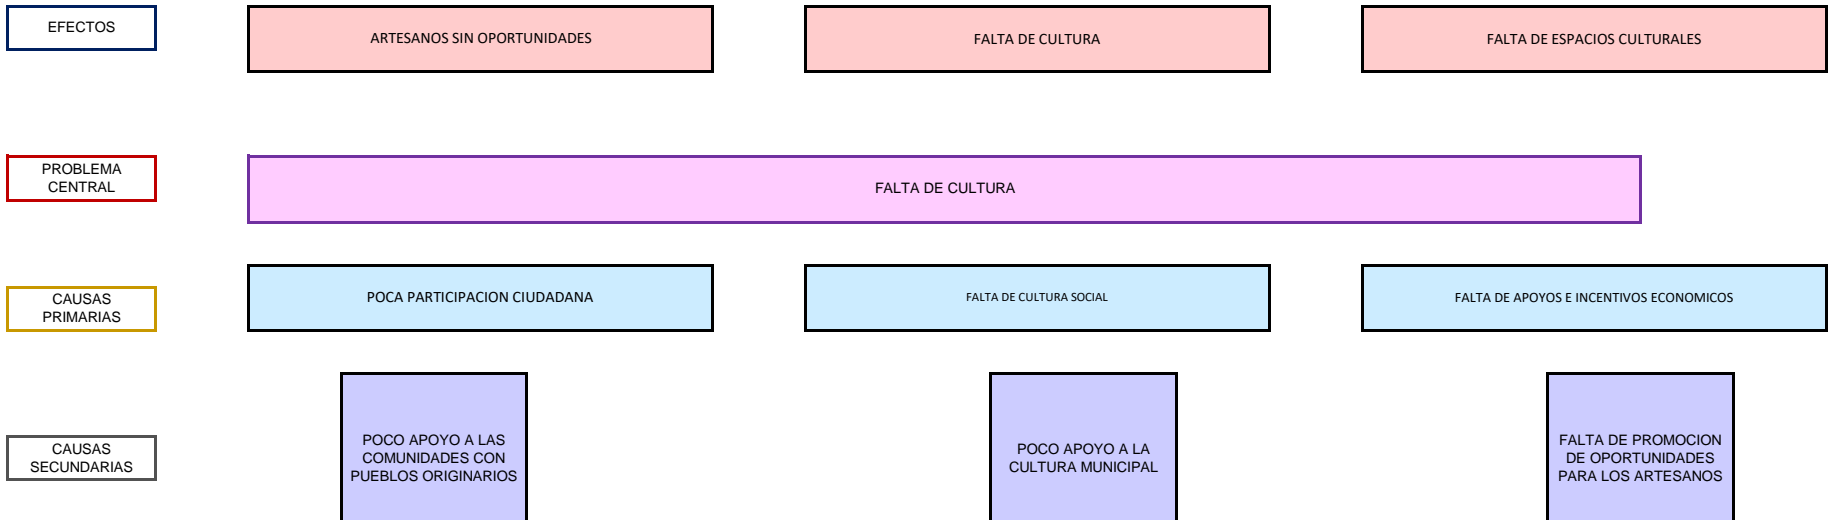 EFECTOS
ARTESANOS SIN OPORTUNIDADES
FALTA DE CULTURA
FALTA DE ESPACIOS CULTURALES
PROBLEMA
CENTRAL
FALTA DE CULTURA
CAUSAS
PRIMARIAS
POCA PARTICIPACION CIUDADANA
FALTA DE CULTURA SOCIAL
FALTA DE APOYOS E INCENTIVOS ECONOMICOS
CAUSAS
SECUNDARIAS
POCO APOYO A LAS
COMUNIDADES CON
PUEBLOS ORIGINARIOS
POCO APOYO A LA
CULTURA MUNICIPAL
FALTA DE PROMOCION
DE OPORTUNIDADES
PARA LOS ARTESANOS